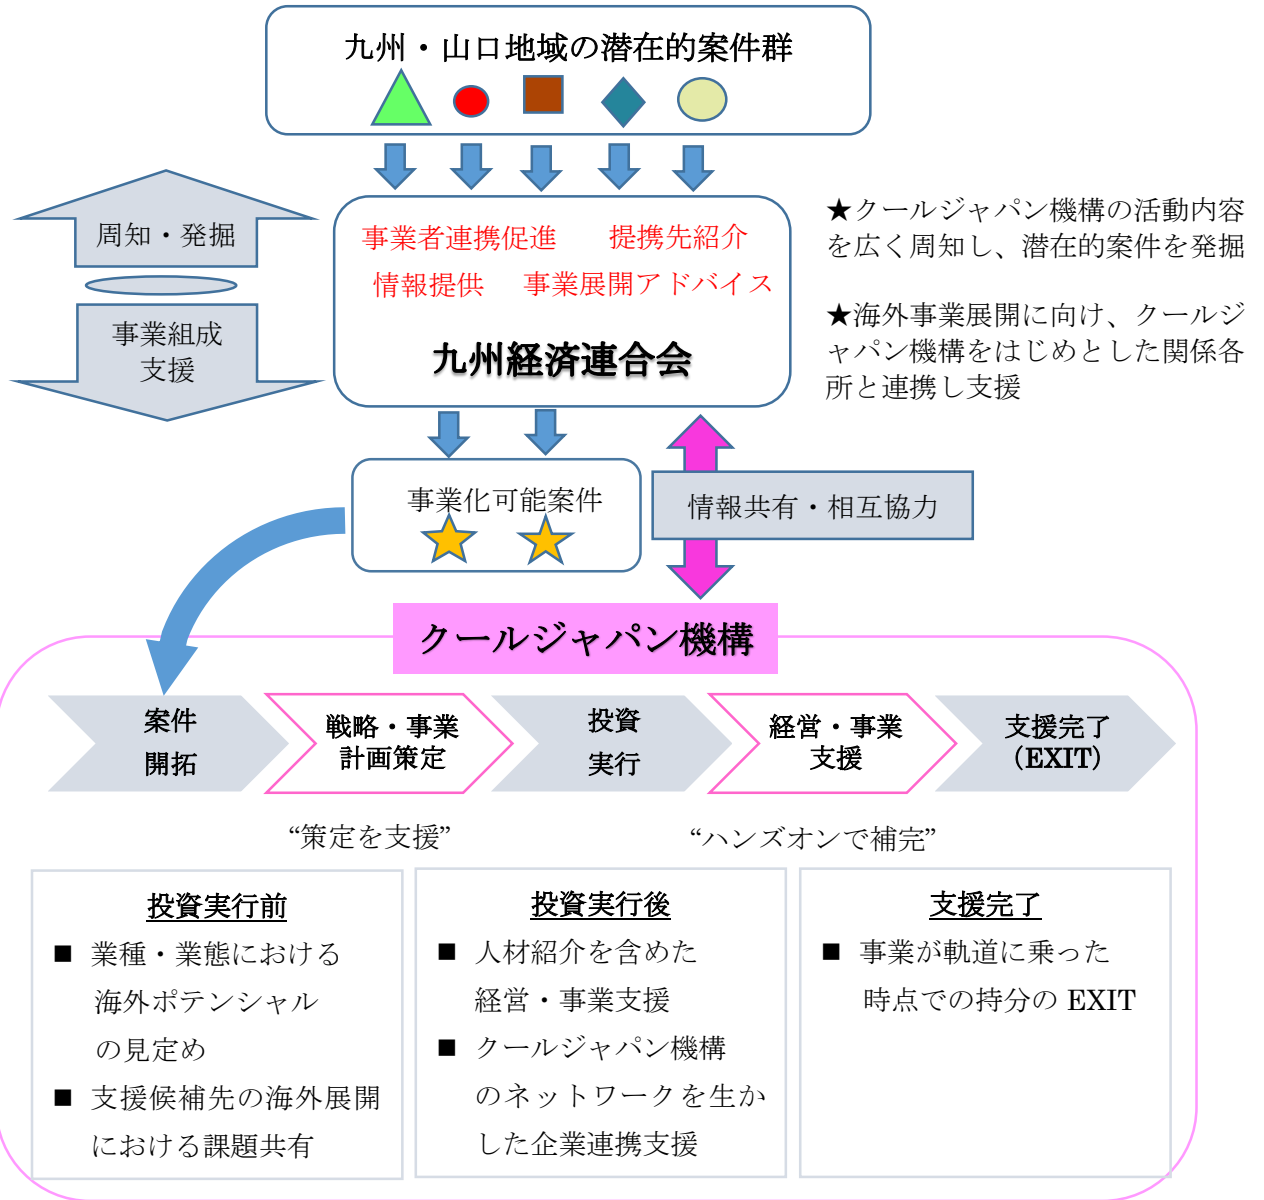 九州・山口地域の潜在的案件群
周知・発掘
事業組成
支援
事業者連携促進 提携先紹介
情報提供 事業展開アドバイス
九州経済連合会
★クールジャパン機構の活動内容
を広く周知し、潜在的案件を発掘
★海外事業展開に向け、クールジ
ャパン機構をはじめとした関係各
所と連携し支援
事業化可能案件
情報共有・相互協力
クールジャパン機構
案件
開拓
戦略・事業
計画策定
投資
実行
経営・事業
支援
支援完了
（EXIT）
“策定を支援”
“ハンズオンで補完”
投資実行前
■ 業種・業態における
海外ポテンシャル
の見定め
■ 支援候補先の海外展開
における課題共有
投資実行後
■ 人材紹介を含めた
経営・事業支援
■ クールジャパン機構
のネットワークを生か
した企業連携支援
支援完了
■ 事業が軌道に乗った
時点での持分の EXIT